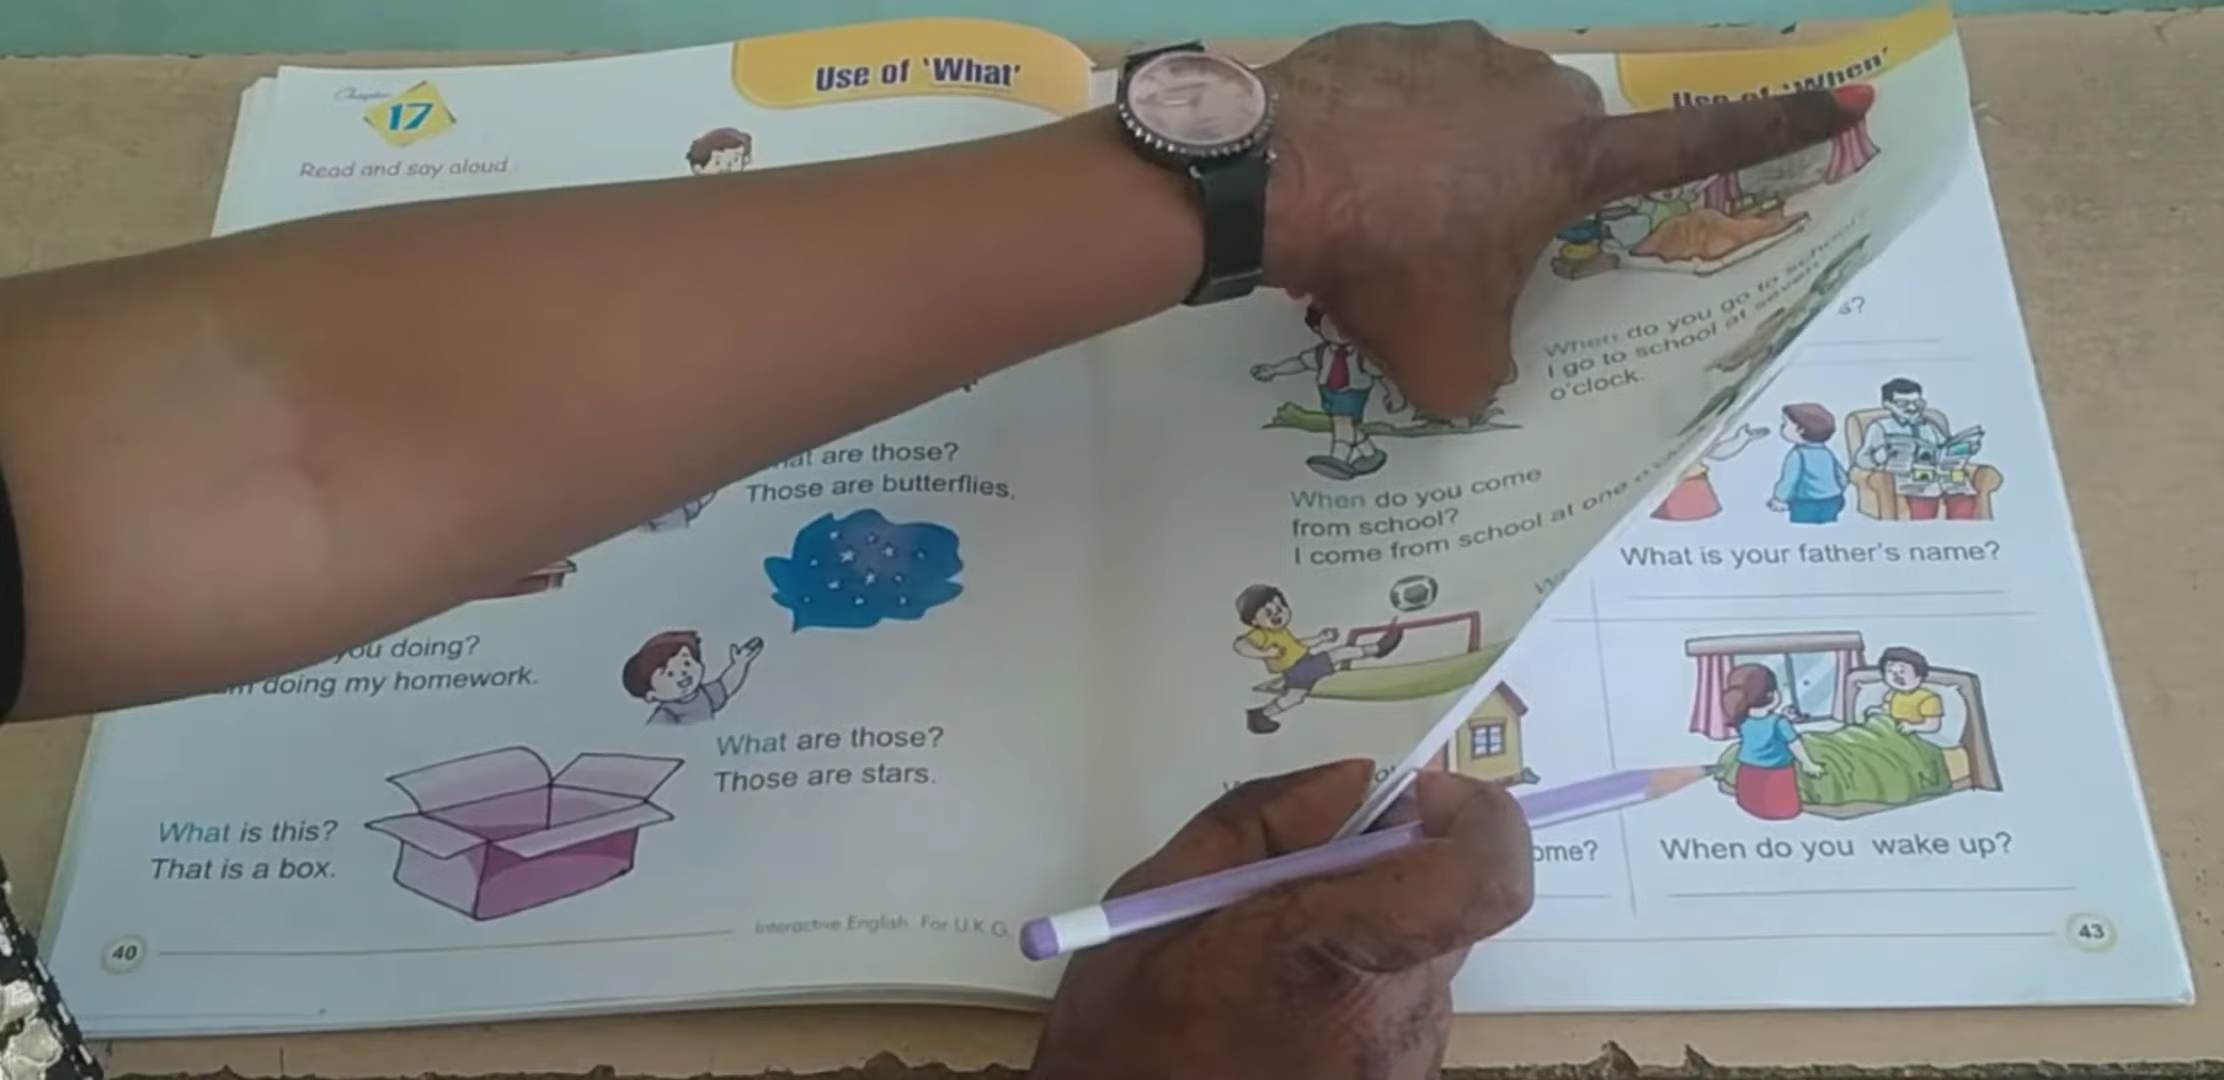 Chapter
17
Use of 'What'
Read and say aloud
are those?
Those are butterflies.
you doing?
doing my homework.
What are those?
Those are stars.
What is this?
That is a box.
Interactive English For U.K.G.
40
Use of 'When'
When do you go to school?
I go to school at seven
o'clock.
When do you come
from school?
I come from school at one
What is your father's name?
When do you wake up?
43